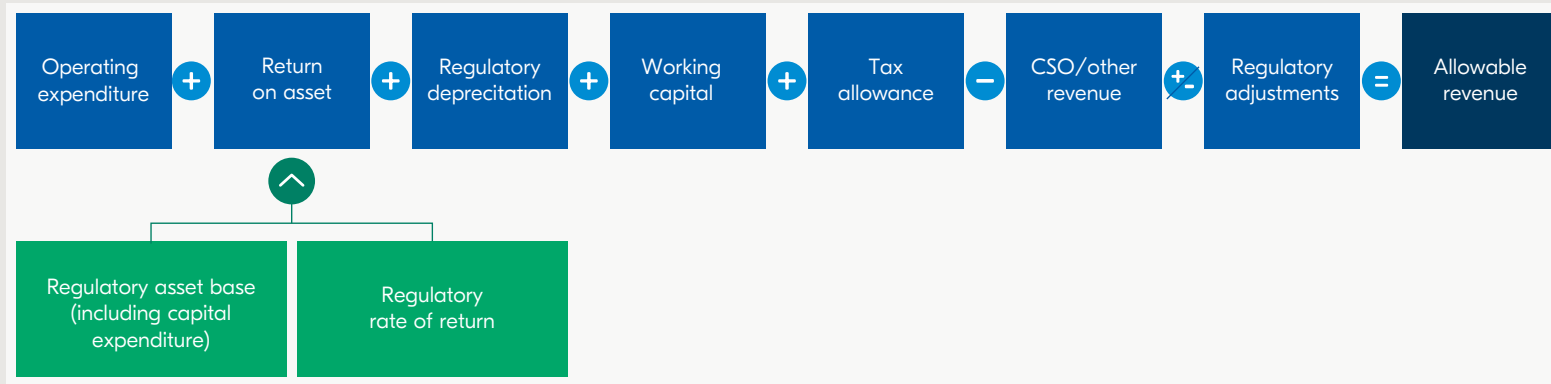 Operating
expenditure
+
Return
on asset
+
Regulatory
deprecitation
+
Working
capital
+
Tax
allowance
−
CSO/other
revenue
+/-
Regulatory
adjustments
=
Allowable
revenue
Regulatory asset base
(including capital
expenditure)
Regulatory
rate of return